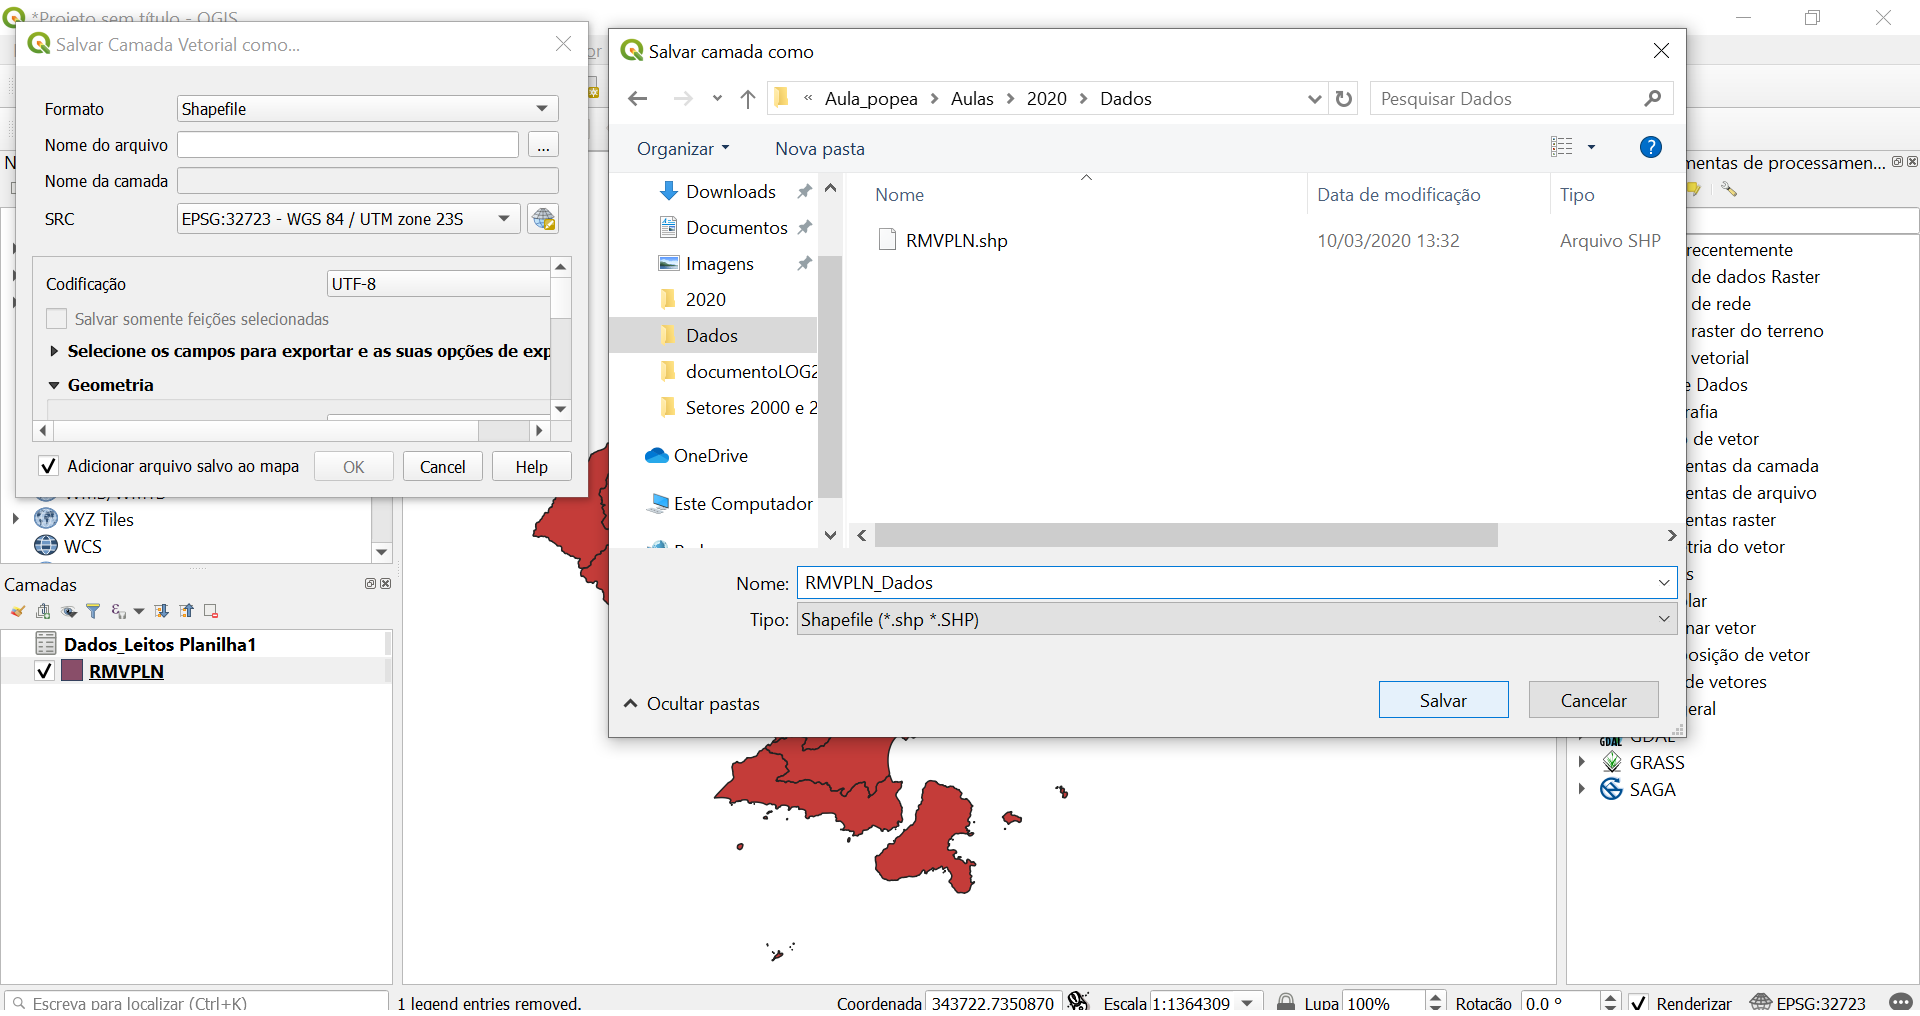 *Projeto sem título - QGIS
Salvar Camada Vetorial como...
Formato
Shapefile
Nome do arquivo
...
Nome da camada
SRC
EPSG:32723 - WGS 84 / UTM zone 23S
Codificação
UTF-8
Salvar somente feições selecionadas
Selecione os campos para exportar e as suas opções de exp
Geometria
Adicionar arquivo salvo ao mapa
OK
Cancel
Help
XYZ Tiles
WCS
Camadas
Dados_Leitos Planilha1
RMVPLN
Salvar camada como
« Aula_popea > Aulas > 2020 > Dados
Pesquisar Dados
Organizar
Nova pasta
?
Downloads
Documentos
Imagens
2020
Dados
documentoLOG2
Setores 2000 e 2
OneDrive
Este Computador
Nome
Data de modificação
Tipo
RMVPLN.shp
10/03/2020 13:32
Arquivo SHP
Nome:
RMVPLN_Dados
Tipo:
Shapefile (*.shp *.SHP)
Ocultar pastas
Salvar
Cancelar
mentas de processamen...
recentemente
de dados Raster
de rede
raster do terreno
vetorial
e Dados
rafia
de vetor
entas da camada
entas de arquivo
entas raster
tria do vetor
s
lar
nar vetor
osição de vetor
de vetores
eral
GDAL
GRASS
SAGA
Escreva para localizar (Ctrl+K)
1 legend entries removed.
Coordenada
343722,7350870
Escala
1:1364309
Lupa
100%
Rotação
0,0 °
Renderizar
EPSG:32723